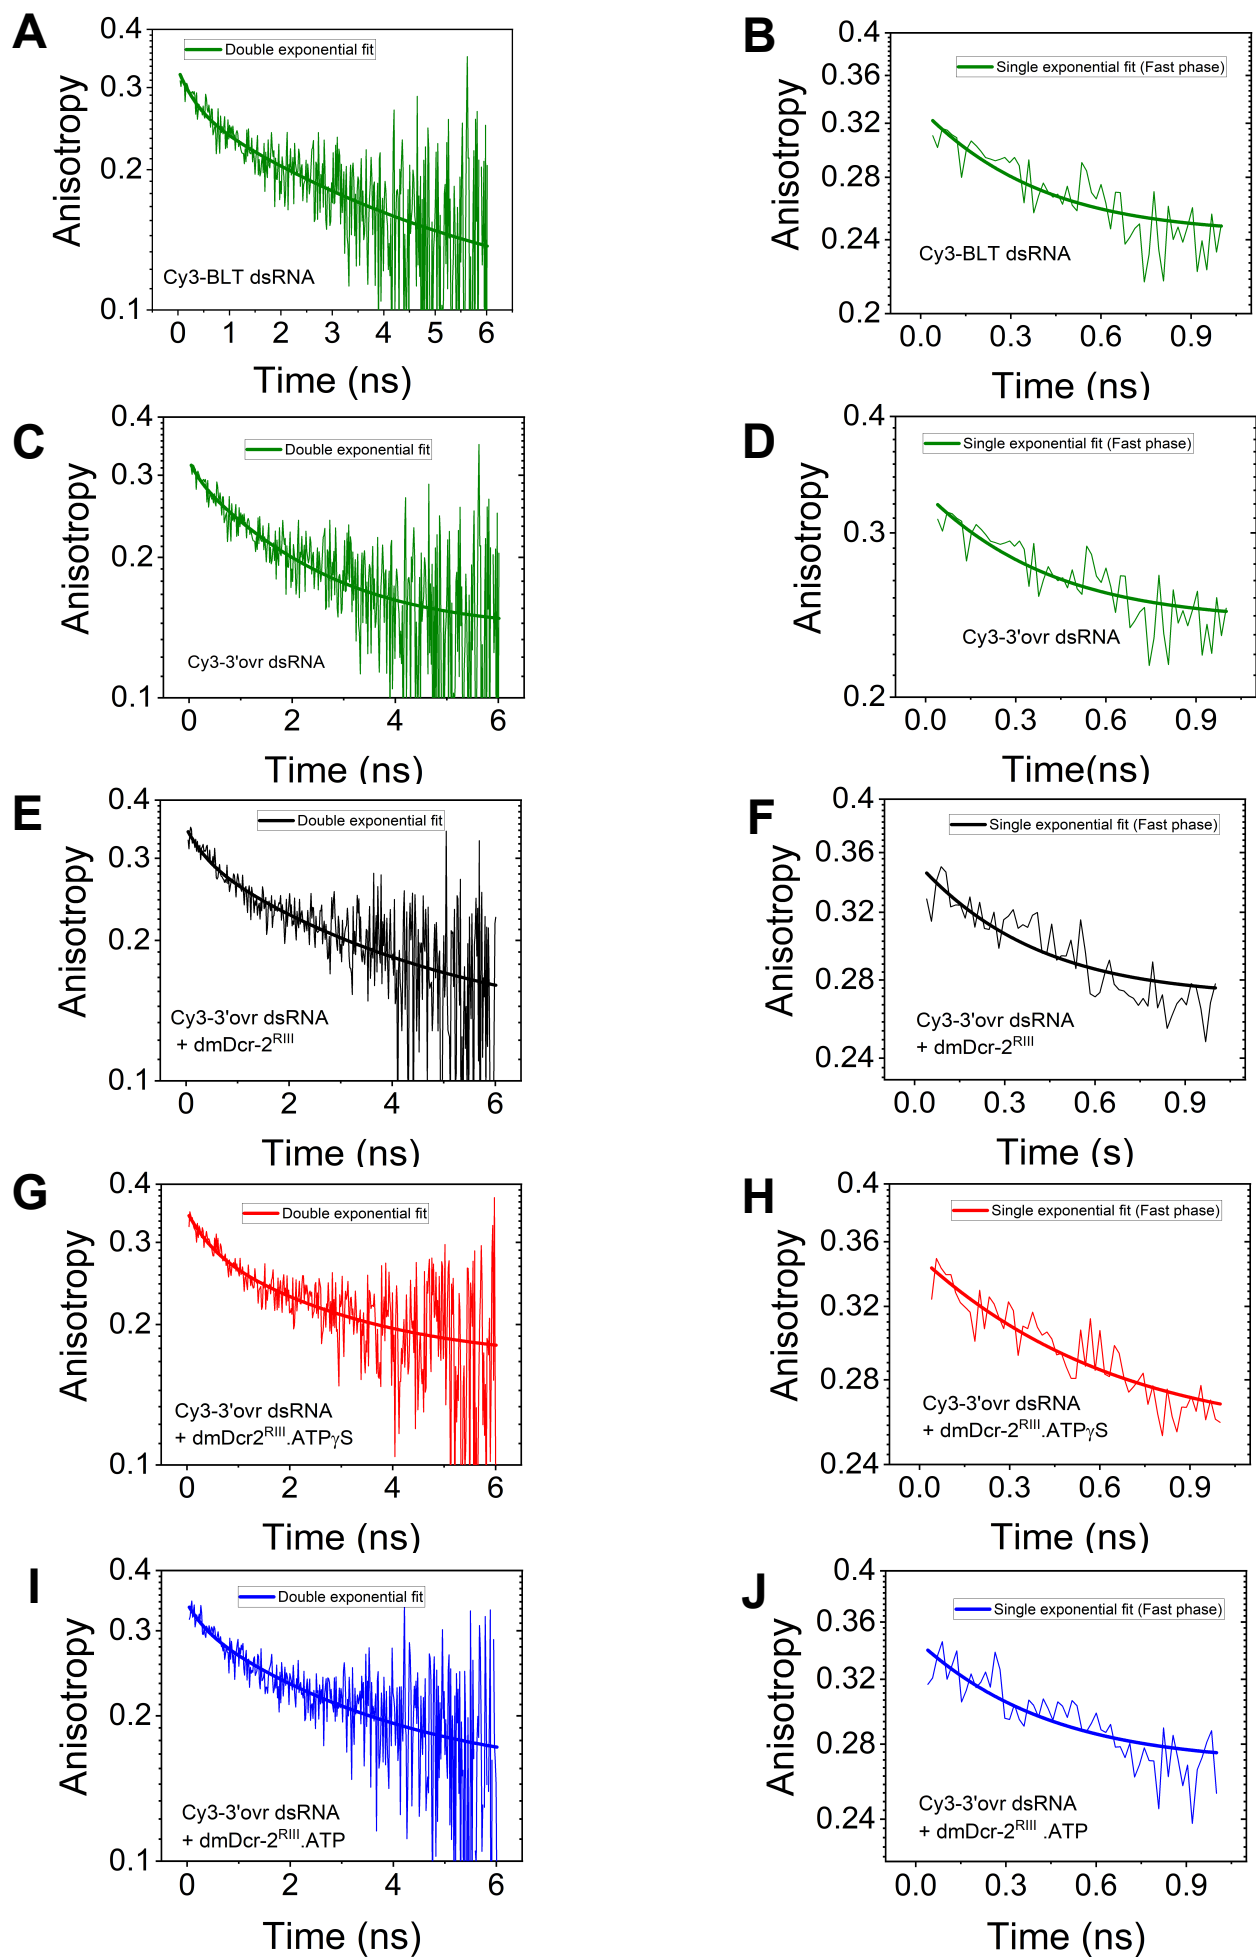 A
0.4
0.3
0.2
0.1
Anisotropy
Double exponential fit
Cy3-BLT dsRNA
0 1 2 3 4 5 6
Time (ns)
B
0.4
0.36
0.32
0.28
0.24
0.2
Anisotropy
Single exponential fit (Fast phase)
Cy3-BLT dsRNA
0.0 0.3 0.6 0.9
Time (ns)
C
0.4
0.3
0.2
0.1
Anisotropy
Double exponential fit
Cy3-3'ovr dsRNA
0 2 4 6
Time (ns)
D
0.4
0.3
0.2
Anisotropy
Single exponential fit (Fast phase)
Cy3-3'ovr dsRNA
0.0 0.3 0.6 0.9
Time(ns)
E
0.4
0.3
0.2
0.1
Anisotropy
Double exponential fit
Cy3-3'ovr dsRNA
+ dmDcr-2RIII
0 2 4 6
Time (ns)
F
0.4
0.36
0.32
0.28
0.24
Anisotropy
Single exponential fit (Fast phase)
Cy3-3'ovr dsRNA
+ dmDcr-2RIII
0.0 0.3 0.6 0.9
Time (s)
G
0.4
0.3
0.2
0.1
Anisotropy
Double exponential fit
Cy3-3'ovr dsRNA
+ dmDcr2RIII.ATPγS
0 2 4 6
Time (ns)
H
0.4
0.36
0.32
0.28
0.24
Anisotropy
Single exponential fit (Fast phase)
Cy3-3'ovr dsRNA
+ dmDcr-2RIII.ATPγS
0.0 0.3 0.6 0.9
Time (ns)
I
0.4
0.3
0.2
0.1
Anisotropy
Double exponential fit
Cy3-3'ovr dsRNA
+ dmDcr-2RIII.ATP
0 2 4 6
Time (ns)
J
0.4
0.36
0.32
0.28
0.24
Anisotropy
Single exponential fit (Fast phase)
Cy3-3'ovr dsRNA
+ dmDcr-2RIII .ATP
0.0 0.3 0.6 0.9
Time (ns)